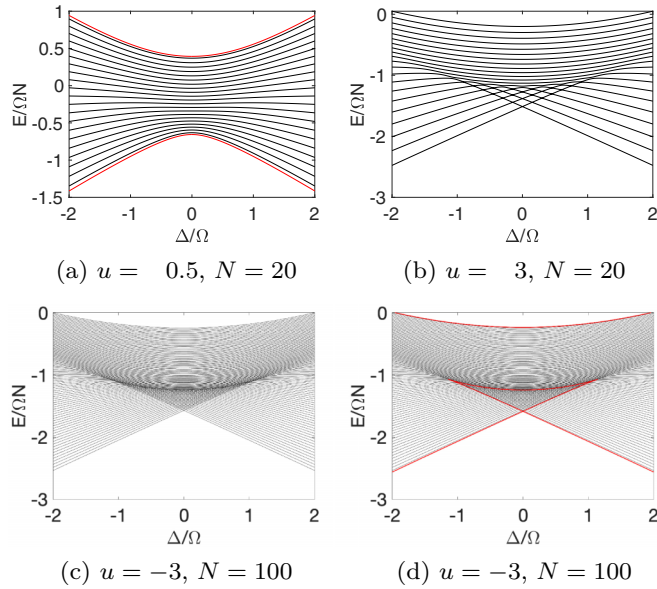 1
0.5
0
-0.5
-1
-1.5
E/ΩN
-2 -1 0 1 2
Δ/Ω
(a) u = 0.5, N = 20
0
-1
-2
-3
E/ΩN
-2 -1 0 1 2
Δ/Ω
(b) u = 3, N = 20
0
-1
-2
-3
E/ΩN
-2 -1 0 1 2
Δ/Ω
(c) u = −3, N = 100
0
-1
-2
-3
E/ΩN
-2 -1 0 1 2
Δ/Ω
(d) u = −3, N = 100